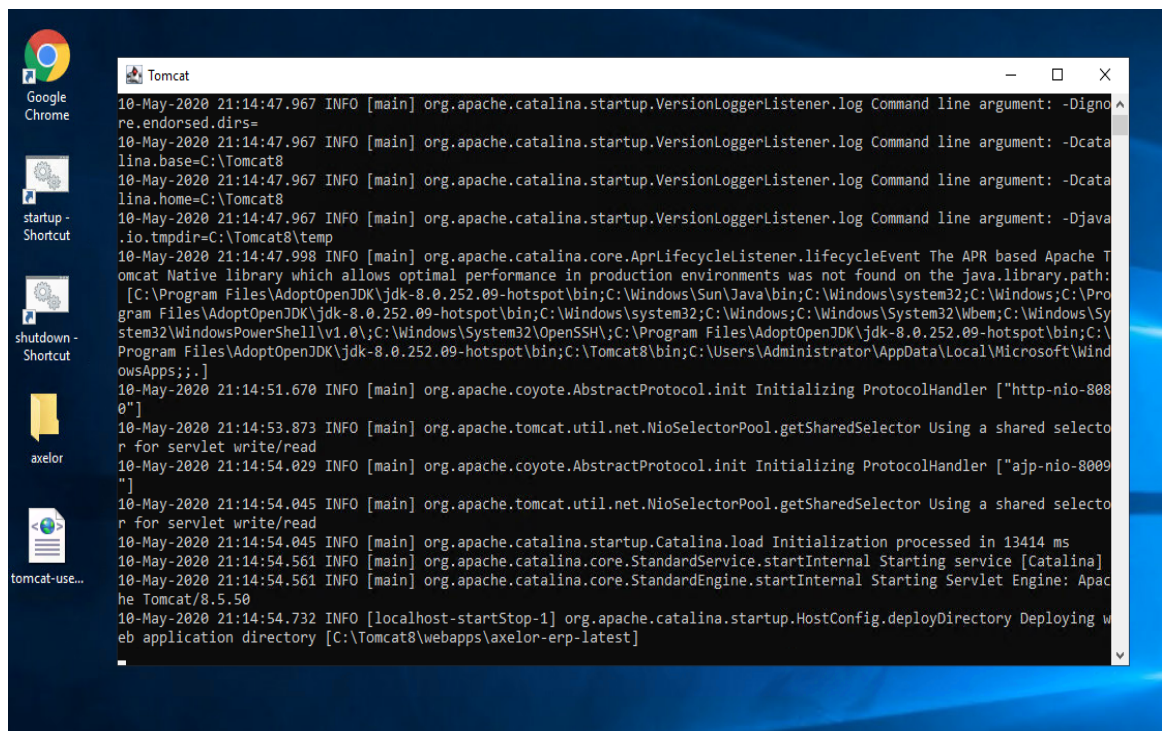 Google
Chrome
startup -
Shortcut
shutdown -
Shortcut
axelor
tomcat-use...
Tomcat
10-May-2020 21:14:47.967 INFO [main] org.apache.catalina.startup.VersionLoggerListener.log Command line argument: -Digno
re.endorsed.dirs=
10-May-2020 21:14:47.967 INFO [main] org.apache.catalina.startup.VersionLoggerListener.log Command line argument: -Dcata
lina.base=C:\Tomcat8
10-May-2020 21:14:47.967 INFO [main] org.apache.catalina.startup.VersionLoggerListener.log Command line argument: -Dcata
lina.home=C:\Tomcat8
10-May-2020 21:14:47.967 INFO [main] org.apache.catalina.startup.VersionLoggerListener.log Command line argument: -Djava
.io.tmpdir=C:\Tomcat8\temp
10-May-2020 21:14:47.998 INFO [main] org.apache.catalina.core.AprLifecycleListener.lifecycleEvent The APR based Apache T
omcat Native library which allows optimal performance in production environments was not found on the java.library.path:
[C:\Program Files\AdoptOpenJDK\jdk-8.0.252.09-hotspot\bin;C:\Windows\Sun\Java\bin;C:\Windows\system32;C:\Windows;C:\Pro
gram Files\AdoptOpenJDK\jdk-8.0.252.09-hotspot\bin;C:\Windows\system32;C:\Windows;C:\Windows\System32\Wbem;C:\Windows\Sy
stem32\WindowsPowerShell\v1.0\;C:\Windows\System32\OpenSSH\;C:\Program Files\AdoptOpenJDK\jdk-8.0.252.09-hotspot\bin;C:\
Program Files\AdoptOpenJDK\jdk-8.0.252.09-hotspot\bin;C:\Tomcat8\bin;C:\Users\Administrator\AppData\Local\Microsoft\Wind
owsApps;;.]
10-May-2020 21:14:51.670 INFO [main] org.apache.coyote.AbstractProtocol.init Initializing ProtocolHandler ["http-nio-808
0"]
10-May-2020 21:14:53.873 INFO [main] org.apache.tomcat.util.net.NioSelectorPool.getSharedSelector Using a shared selecto
r for servlet write/read
10-May-2020 21:14:54.029 INFO [main] org.apache.coyote.AbstractProtocol.init Initializing ProtocolHandler ["ajp-nio-8009
"]
10-May-2020 21:14:54.045 INFO [main] org.apache.tomcat.util.net.NioSelectorPool.getSharedSelector Using a shared selecto
r for servlet write/read
10-May-2020 21:14:54.045 INFO [main] org.apache.catalina.startup.Catalina.load Initialization processed in 13414 ms
10-May-2020 21:14:54.561 INFO [main] org.apache.catalina.core.StandardService.startInternal Starting service [Catalina]
10-May-2020 21:14:54.561 INFO [main] org.apache.catalina.core.StandardEngine.startInternal Starting Servlet Engine: Apac
he Tomcat/8.5.50
10-May-2020 21:14:54.732 INFO [localhost-startStop-1] org.apache.catalina.startup.HostConfig.deployDirectory Deploying w
eb application directory [C:\Tomcat8\webapps\axelor-erp-latest]